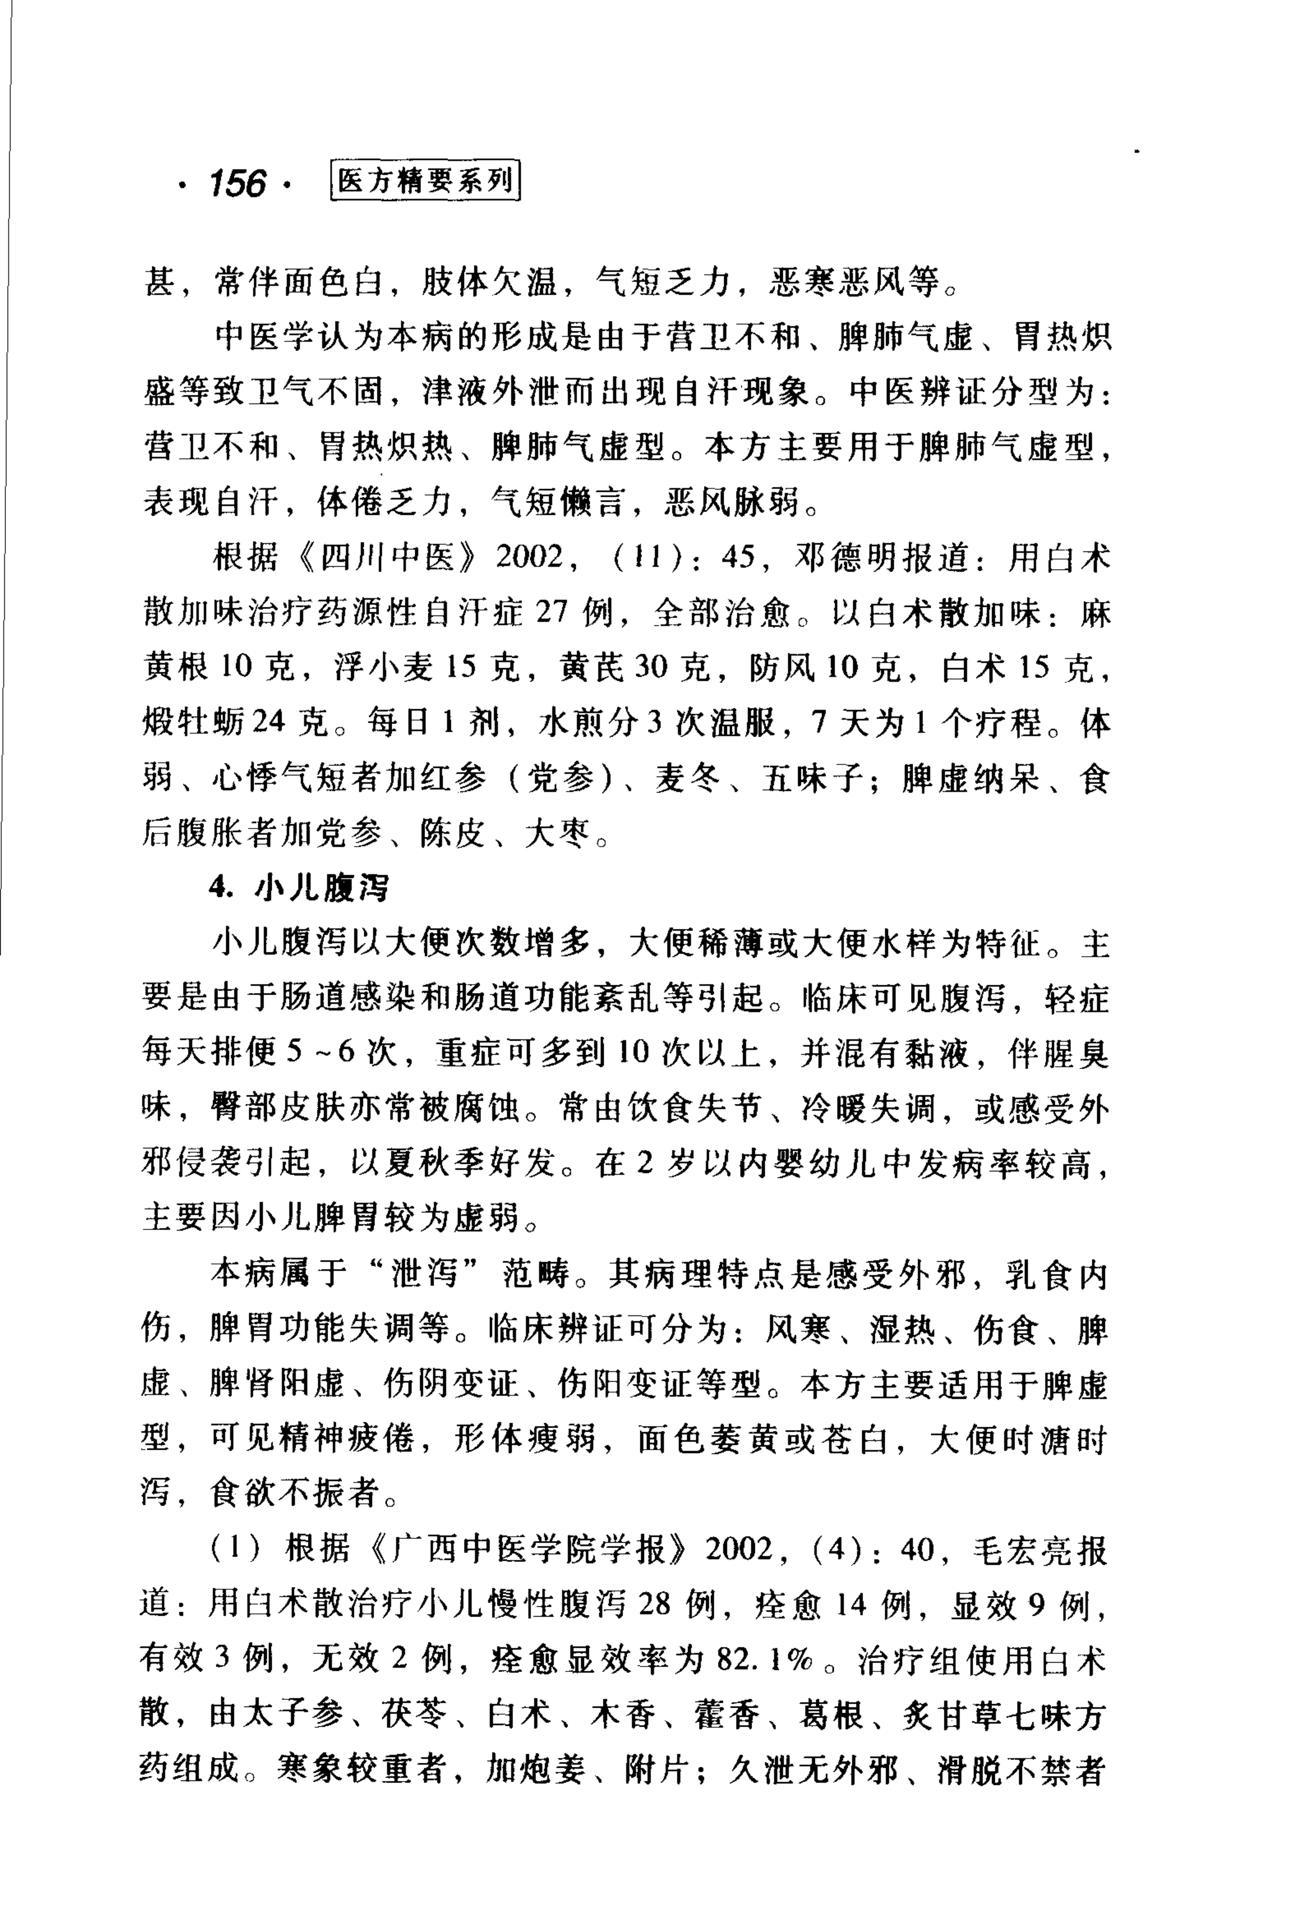 · 156 · 医方精要系列
甚，常伴面色白，肢体欠温，气短乏力，恶寒恶风等。
中医学认为本病的形成是由于营卫不和、脾肺气虚、胃热炽
盛等致卫气不固，津液外泄而出现自汗现象。中医辨证分型为：
营卫不和、胃热炽热、脾肺气虚型。本方主要用于脾肺气虚型，
表现自汗，体倦乏力，气短懒言，恶风脉弱。
根据《四川中医》2002，（11）：45，邓德明报道：用白术
散加味治疗药源性自汗症 27 例，全部治愈。以白术散加味：麻
黄根 10 克，浮小麦 15 克，黄芪 30 克，防风 10 克，白术 15 克，
煅牡蛎 24 克。每日 1 剂，水煎分 3 次温服，7 天为 1 个疗程。体
弱、心悸气短者加红参（党参）、麦冬、五味子；脾虚纳呆、食
后腹胀者加党参、陈皮、大枣。
4. 小儿腹泻
小儿腹泻以大便次数增多，大便稀薄或大便水样为特征。主
要是由于肠道感染和肠道功能紊乱等引起。临床可见腹泻，轻症
每天排便 5～6 次，重症可多到 10 次以上，并混有黏液，伴腥臭
味，臀部皮肤亦常被腐蚀。常由饮食失节、冷暖失调，或感受外
邪侵袭引起，以夏秋季好发。在 2 岁以内婴幼儿中发病率较高，
主要因小儿脾胃较为虚弱。
本病属于“泄泻”范畴。其病理特点是感受外邪，乳食内
伤，脾胃功能失调等。临床辨证可分为：风寒、湿热、伤食、脾
虚、脾肾阳虚、伤阴变证、伤阳变证等型。本方主要适用于脾虚
型，可见精神疲倦，形体瘦弱，面色萎黄或苍白，大便时溏时
泻，食欲不振者。
（1）根据《广西中医学院学报》2002，（4）：40，毛宏亮报
道：用白术散治疗小儿慢性腹泻 28 例，痊愈 14 例，显效 9 例，
有效 3 例，无效 2 例，痊愈显效率为 82.1%。治疗组使用白术
散，由太子参、茯苓、白术、木香、藿香、葛根、炙甘草七味方
药组成。寒象较重者，加炮姜、附片；久泄无外邪、滑脱不禁者